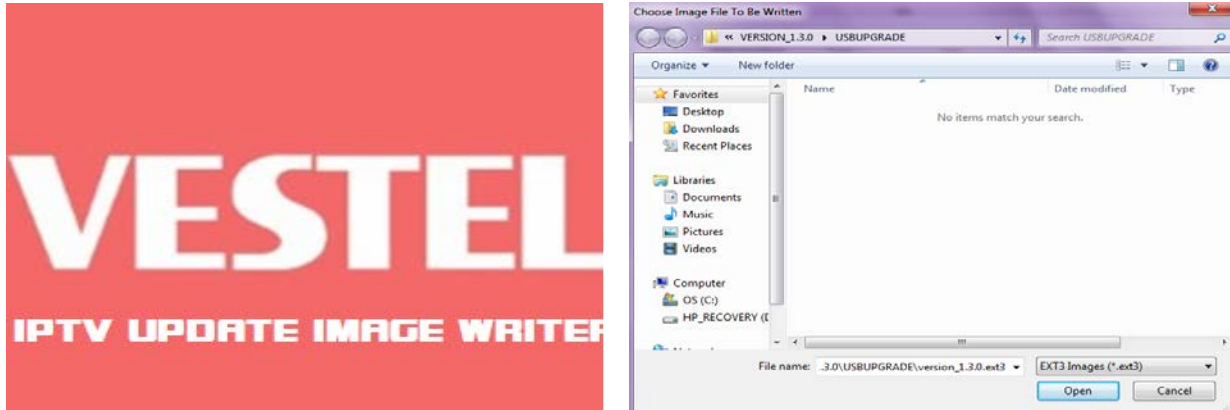 VESTEL
IPTV UPDATE IMAGE WRITER
Choose Image File To Be Written
« VERSION_1.3.0 ▸ USBUPGRADE
Search USBUPGRADE
Organize
New folder
Name
Date modified
Type
No items match your search.
Favorites
Desktop
Downloads
Recent Places
Libraries
Documents
Music
Pictures
Videos
Computer
OS (C:)
HP_RECOVERY (
File name:
.3.0\USBUPGRADE\version_1.3.0.ext3
EXT3 Images (*.ext3)
Open
Cancel